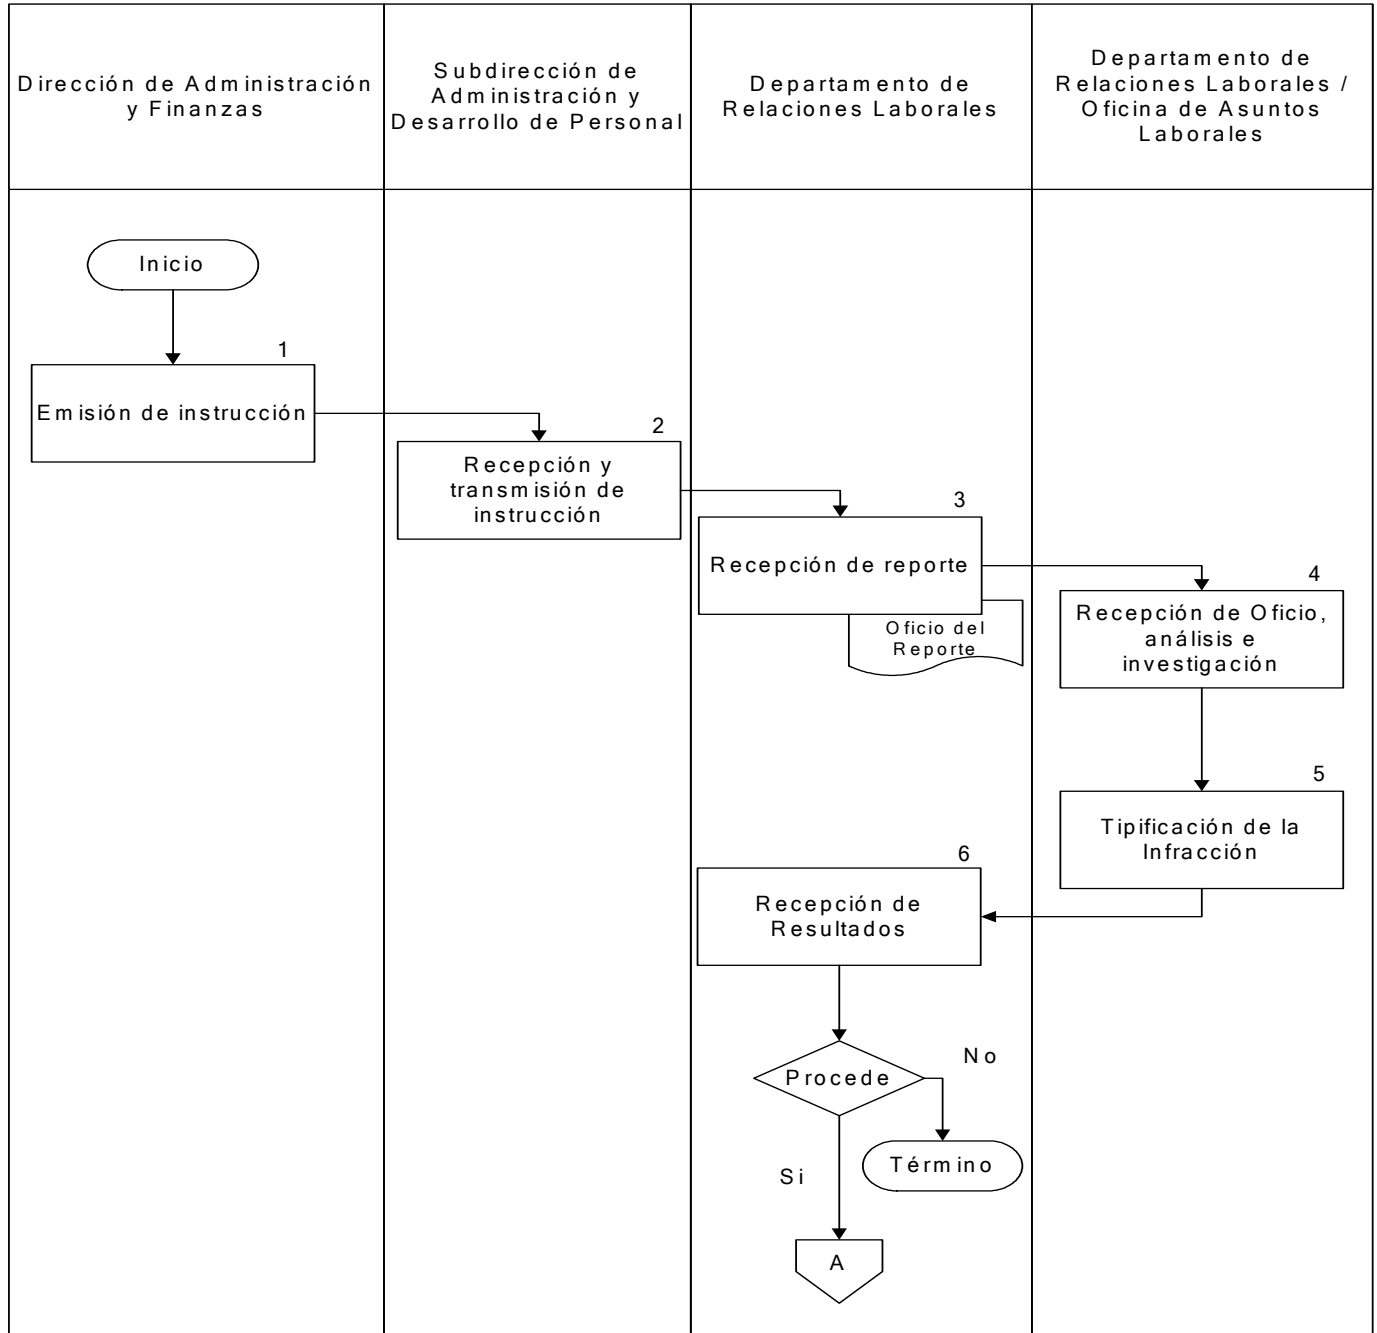 Dirección de Administración
y Finanzas
Subdirección de
Administración y
Desarrollo de Personal
Departamento de
Relaciones Laborales
Departamento de
Relaciones Laborales /
Oficina de Asuntos
Laborales
Inicio
1
Emisión de instrucción
2
Recepción y
transmisión de
instrucción
3
Recepción de reporte
Oficio del
Reporte
4
Recepción de Oficio,
análisis e
investigación
5
Tipificación de la
Infracción
6
Recepción de
Resultados
Procede
No
Término
Si
A